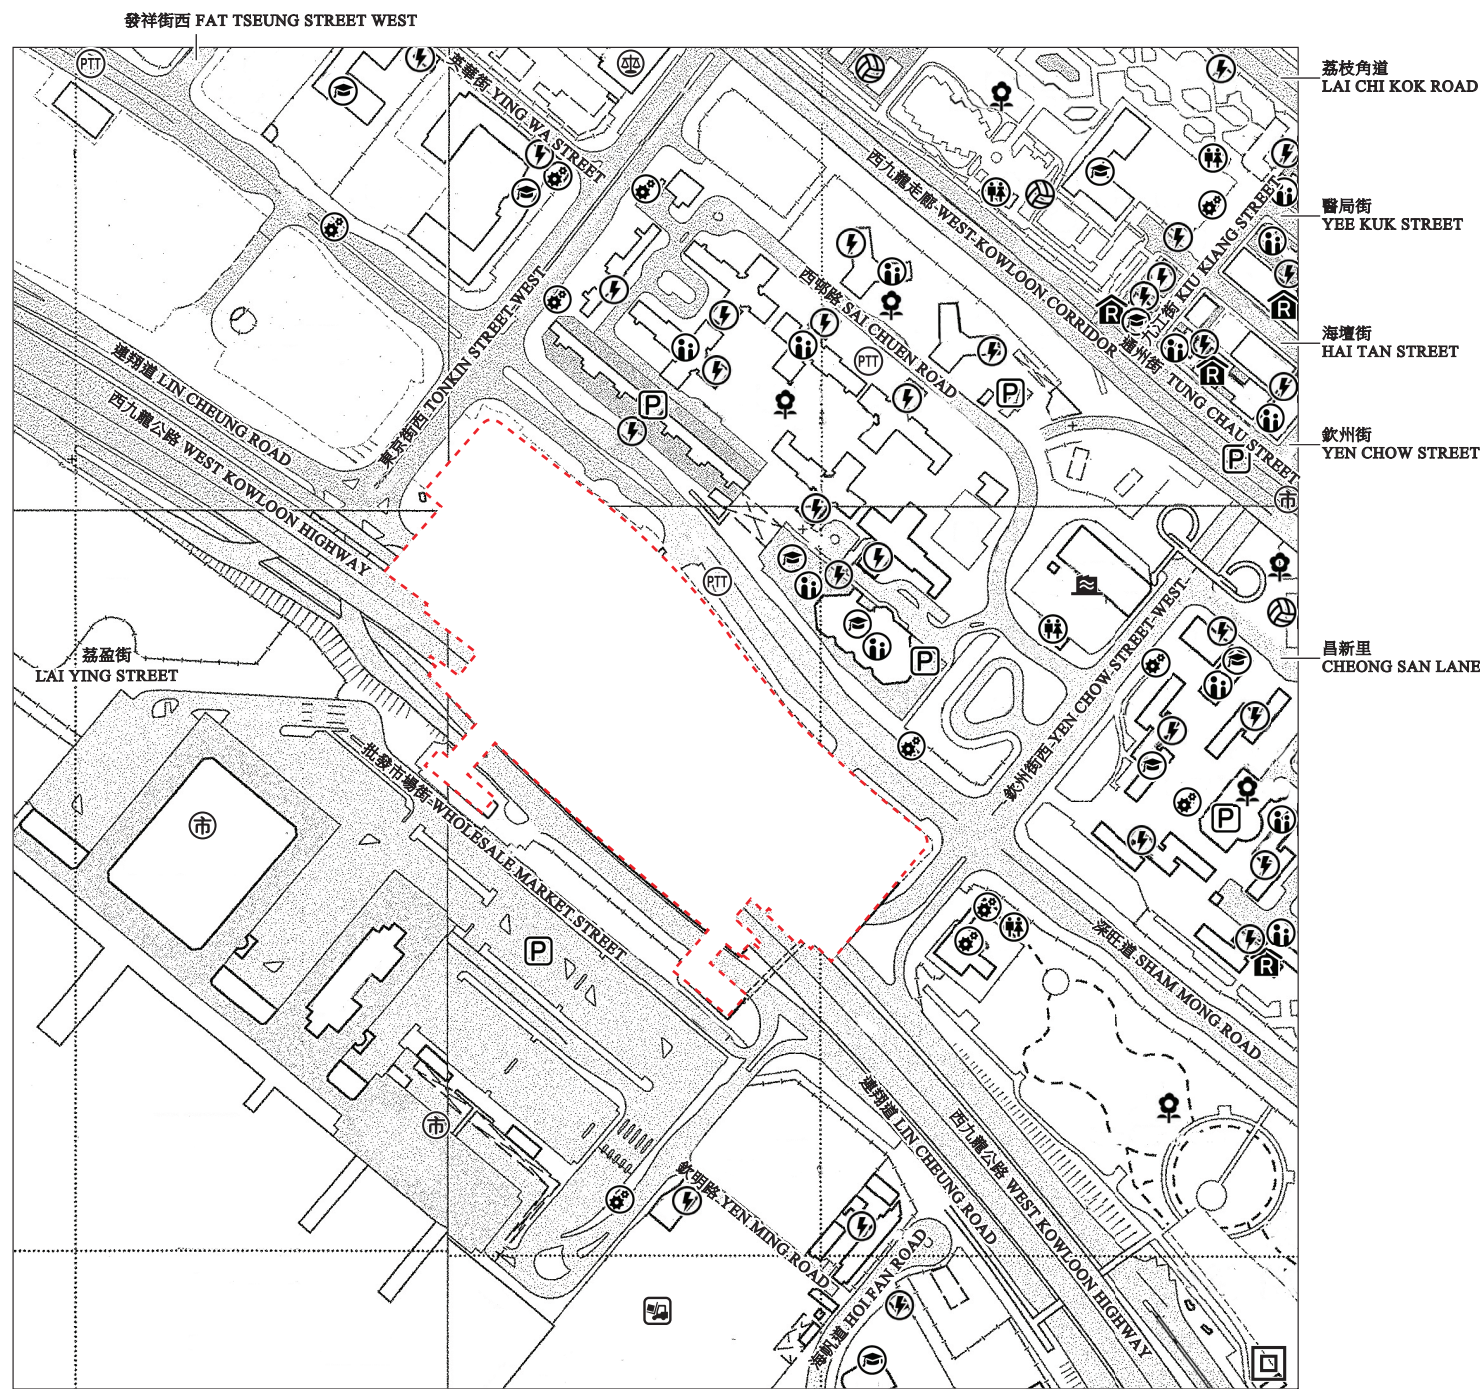 發祥街西 FAT TSEUNG STREET WEST
荔枝角道
LAI CHI KOK ROAD
PTT
英華街 YING WA STREET
西九龍走廊 WEST KOWLOON CORRIDOR
醫局街
YEE KUK STREET
九江街 KIU KIANG STREET
西邨路 SAI CHUEN ROAD
東京街西 TONKIN STREET WEST
R
R
海壇街
HAI TAN STREET
通州街 TUNG CHAU STREET
連翔道 LIN CHEUNG ROAD
西九龍公路 WEST KOWLOON HIGHWAY
PTT
R
P
P
欽州街
YEN CHOW STREET
P
市
PTT
荔盈街
LAI YING STREET
昌新里
CHEONG SAN LANE
P
欽州街西 YEN CHOW STREET WEST
批發市場街 WHOLESALE MARKET STREET
市
P
P
深旺道 SHAM MONG ROAD
R
市
連翔道 LIN CHEUNG ROAD
西九龍公路 WEST KOWLOON HIGHWAY
欽明路 YEN MING ROAD
海帆道 HOI FAN ROAD